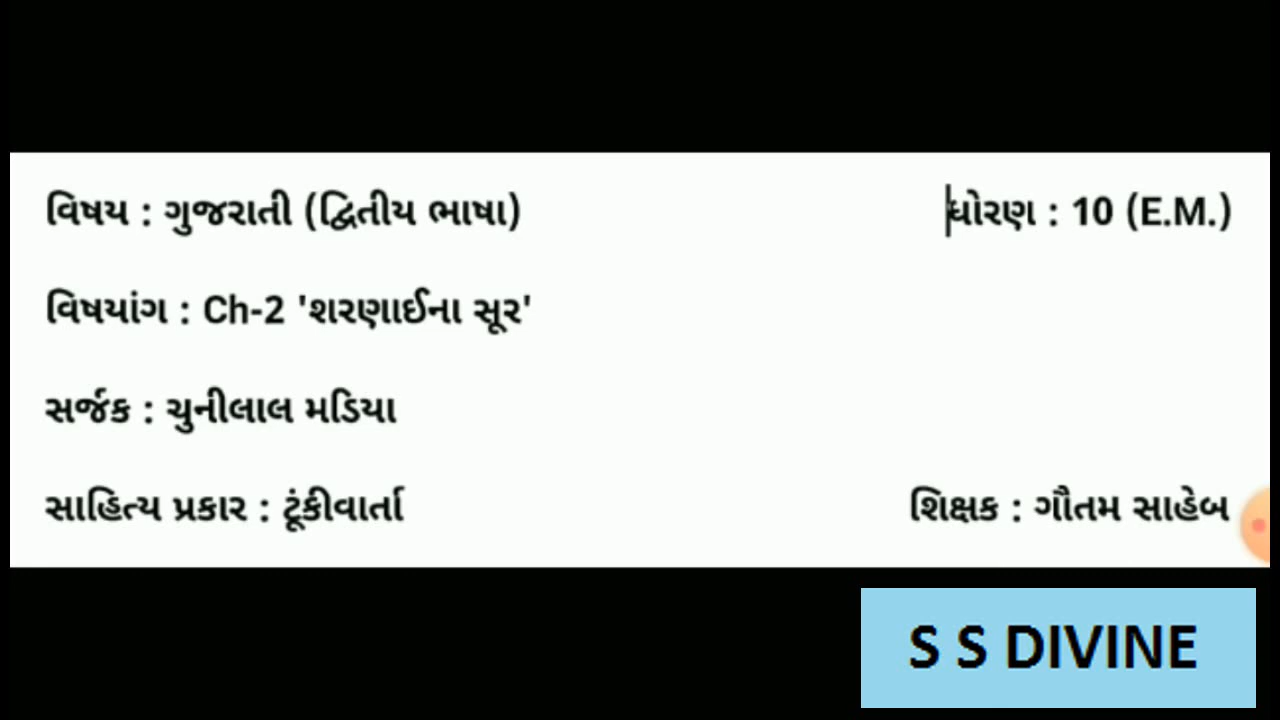 વિષય : ગુજરાતી (દ્વિતીય ભાષા) ધોરણ : 10 (E.M.)
વિષયાંગ : Ch-2 'શરણાઈના સૂર'
સર્જક : ચુનીલાલ મડિયા
સાહિત્ય પ્રકાર : ટૂંકીવાર્તા શિક્ષક : ગૌતમ સાહેબ
S S DIVINE